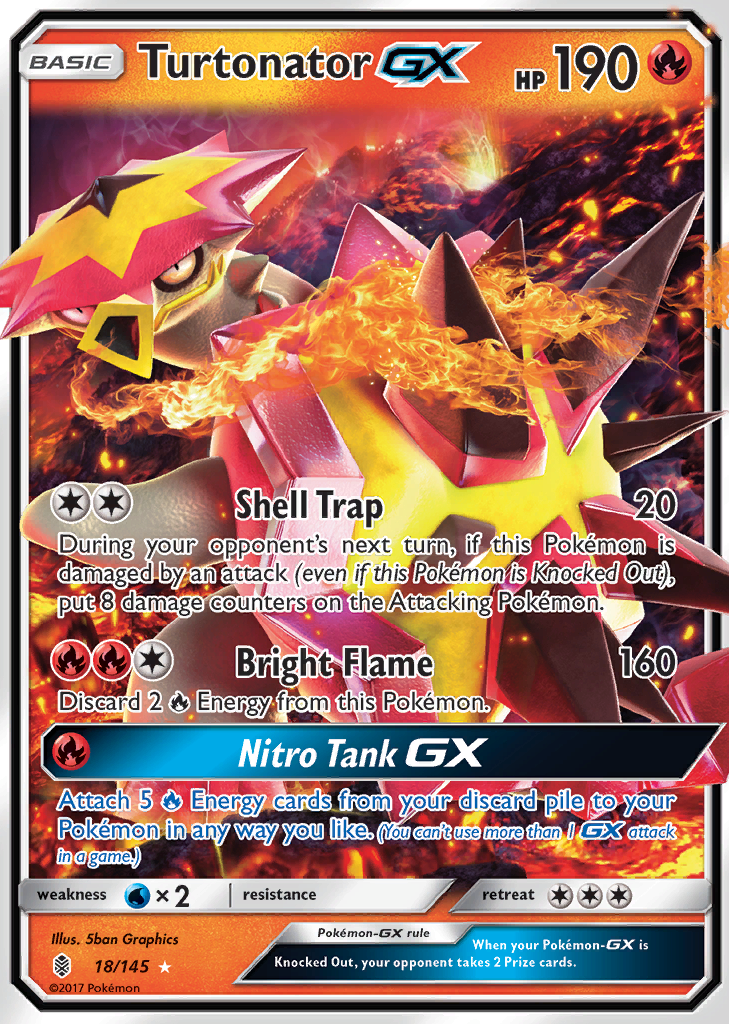 BASIC Turtonator GX HP 190
Shell Trap 20
During your opponent's next turn, if this Pokémon is
damaged by an attack (even if this Pokémon is Knocked Out),
put 8 damage counters on the Attacking Pokémon.
Bright Flame 160
Discard 2 Energy from this Pokémon.
Nitro Tank GX
Attach 5 Energy cards from your discard pile to your
Pokémon in any way you like. (You can't use more than 1 GX attack
in a game.)
weakness ×2 resistance retreat
Illus. 5ban Graphics
18/145
©2017 Pokémon
Pokémon-GX rule
When your Pokémon-GX is
Knocked Out, your opponent takes 2 Prize cards.